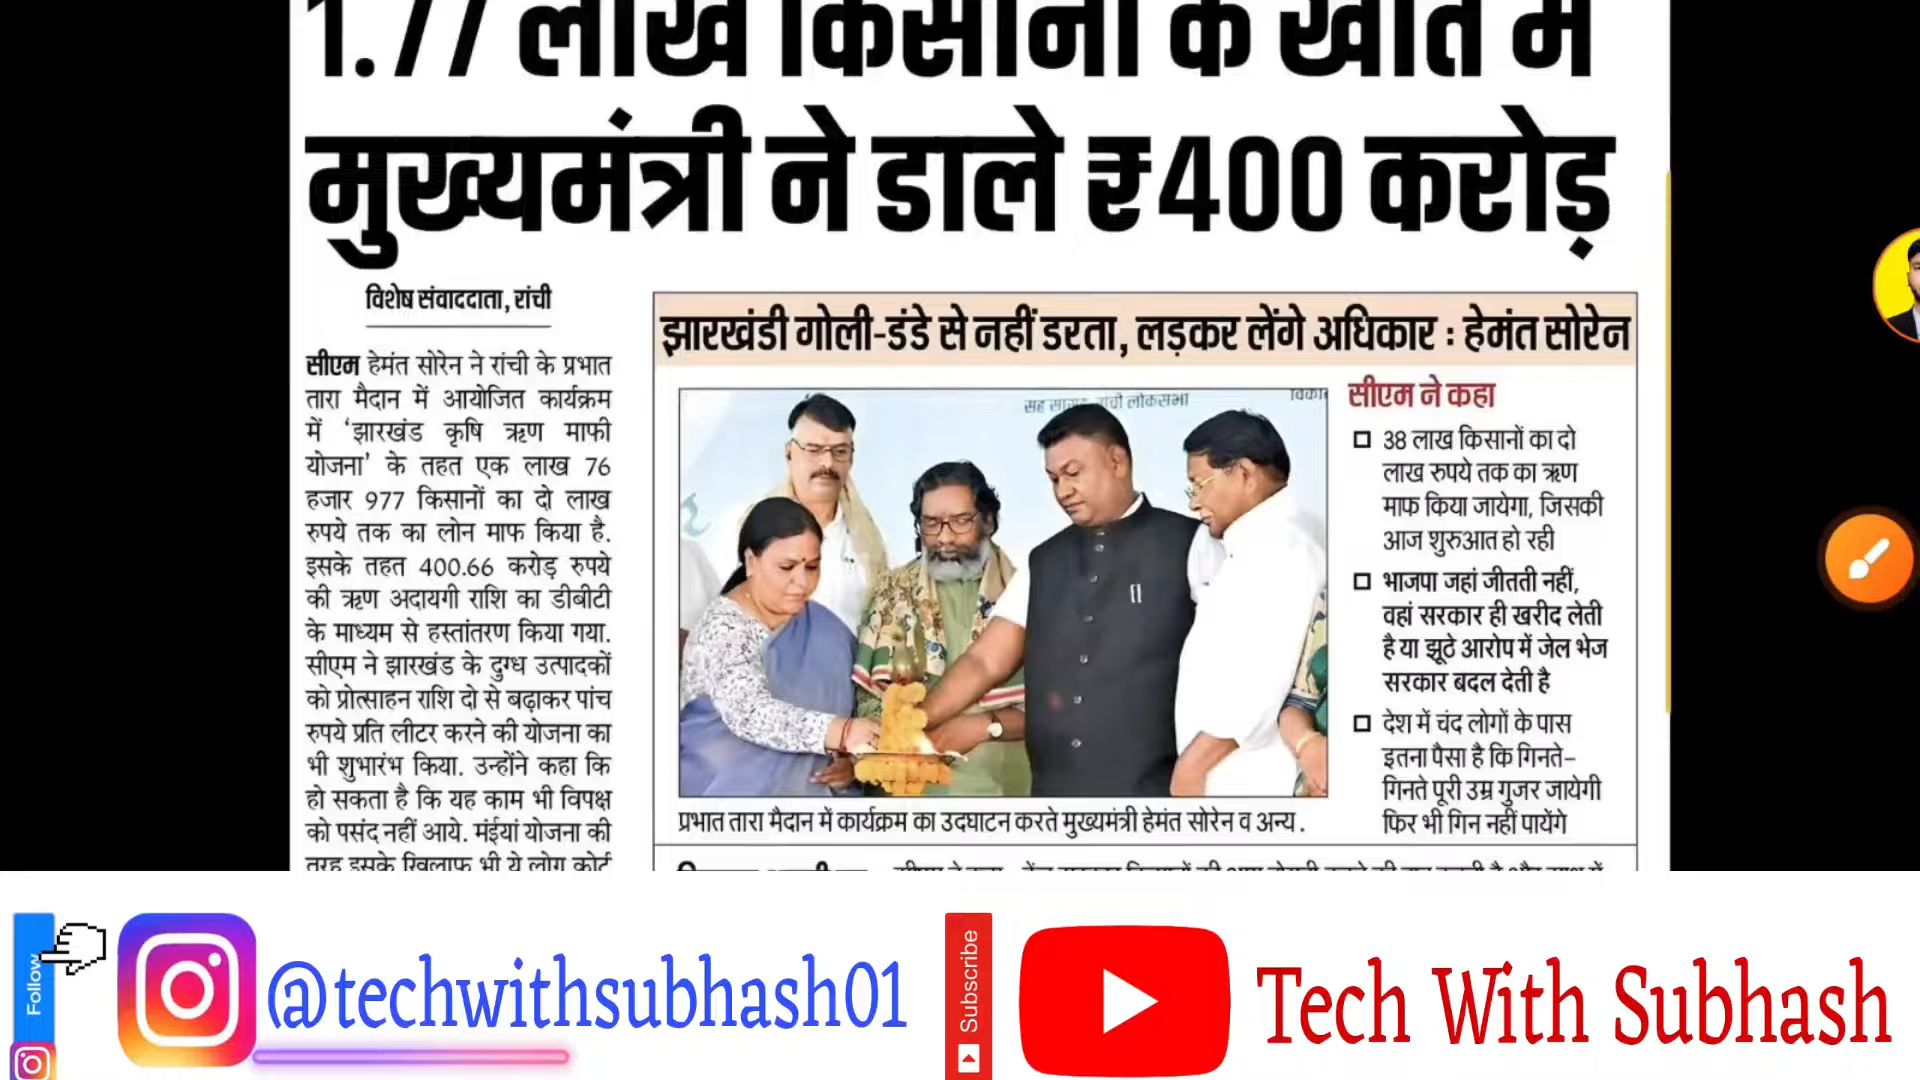 1.77 लाख किसानों के खाते में
मुख्यमंत्री ने डाले ₹400 करोड़
विशेष संवाददाता, रांची
सीएम हेमंत सोरेन ने रांची के प्रभात
तारा मैदान में आयोजित कार्यक्रम
में 'झारखंड कृषि ऋण माफी
योजना' के तहत एक लाख 76
हजार 977 किसानों का दो लाख
रुपये तक का लोन माफ किया है.
इसके तहत 400.66 करोड़ रुपये
की ऋण अदायगी राशि का डीबीटी
के माध्यम से हस्तांतरण किया गया.
सीएम ने झारखंड के दुग्ध उत्पादकों
को प्रोत्साहन राशि दो से बढ़ाकर पांच
रुपये प्रति लीटर करने की योजना का
भी शुभारंभ किया. उन्होंने कहा कि
हो सकता है कि यह काम भी विपक्ष
को पसंद नहीं आये. मंईयां योजना की
तरह इसके खिलाफ भी ये लोग कोर्ट
झारखंडी गोली-डंडे से नहीं डरता, लड़कर लेंगे अधिकार : हेमंत सोरेन
लोकसभा
सीएम ने कहा
38 लाख किसानों का दो
लाख रुपये तक का ऋण
माफ किया जायेगा, जिसकी
आज शुरुआत हो रही
भाजपा जहां जीतती नहीं,
वहां सरकार ही खरीद लेती
है या झूठे आरोप में जेल भेज
सरकार बदल देती है
देश में चंद लोगों के पास
इतना पैसा है कि गिनते-
गिनते पूरी उम्र गुजर जायेगी
फिर भी गिन नहीं पायेंगे
प्रभात तारा मैदान में कार्यक्रम का उदघाटन करते मुख्यमंत्री हेमंत सोरेन व अन्य.
Follow
@techwithsubhash01
Subscribe
Tech With Subhash